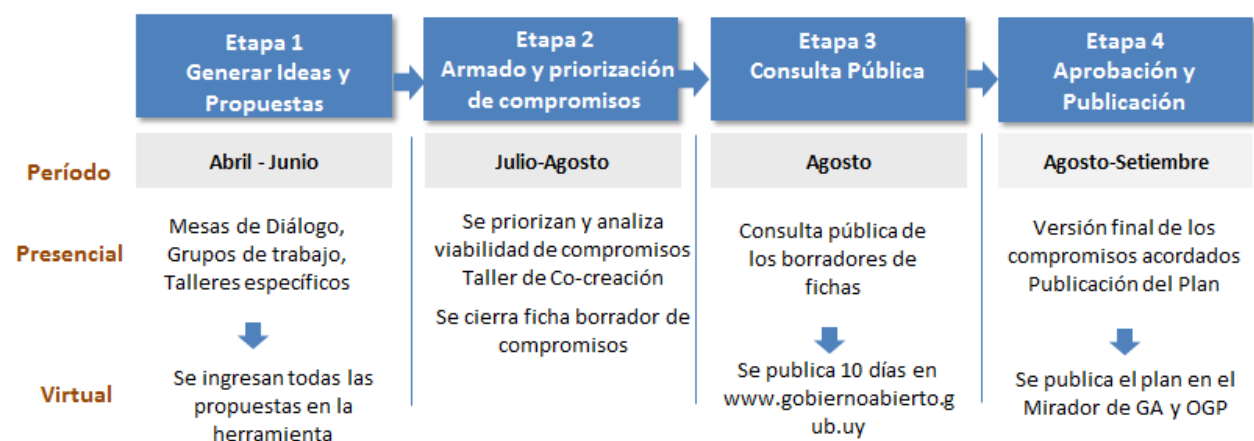 Etapa 1
Generar Ideas y
Propuestas
Etapa 2
Armado y priorización
de compromisos
Etapa 3
Consulta Pública
Etapa 4
Aprobación y
Publicación
Período
Abril - Junio
Julio-Agosto
Agosto
Agosto-Setiembre
Presencial
Mesas de Diálogo,
Grupos de trabajo,
Talleres específicos
Se priorizan y analiza
viabilidad de compromisos
Taller de Co-creación
Se cierra ficha borrador de
compromisos
Consulta pública de
los borradores de
fichas
Versión final de los
compromisos acordados
Publicación del Plan
Virtual
Se ingresan todas las
propuestas en la
herramienta
Se publica 10 días en
www.gobiernoabierto.g
ub.uy
Se publica el plan en el
Mirador de GA y OGP